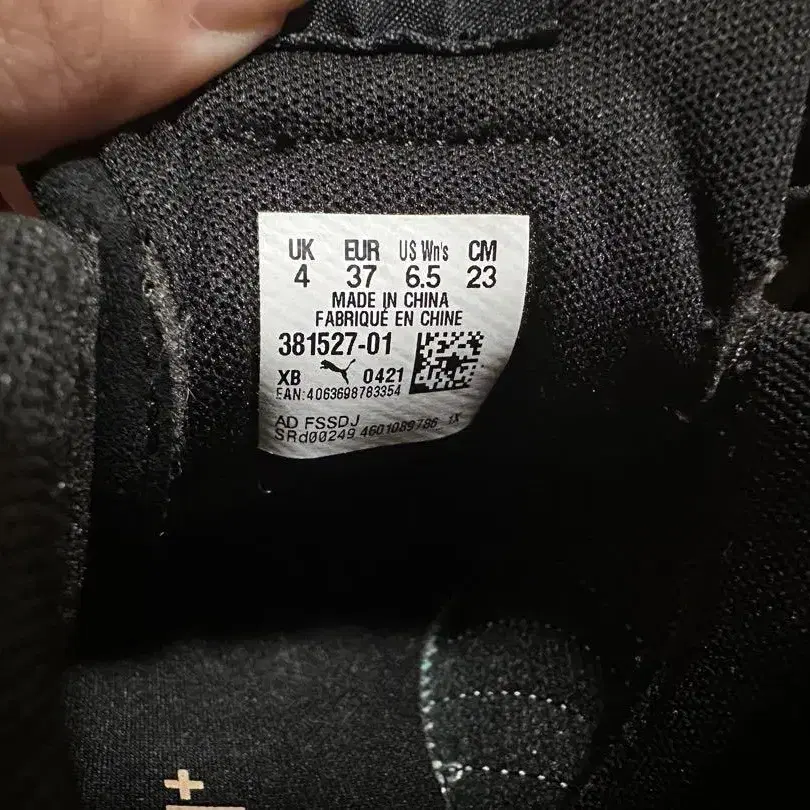 UK EUR US Wn's CM
4 37 6.5 23
MADE IN CHINA
FABRIQUÉ EN CHINE
381527-01
XB 0421
EAN:4063698783354
AD FSSDJ
SRd00249 4601089786 1X